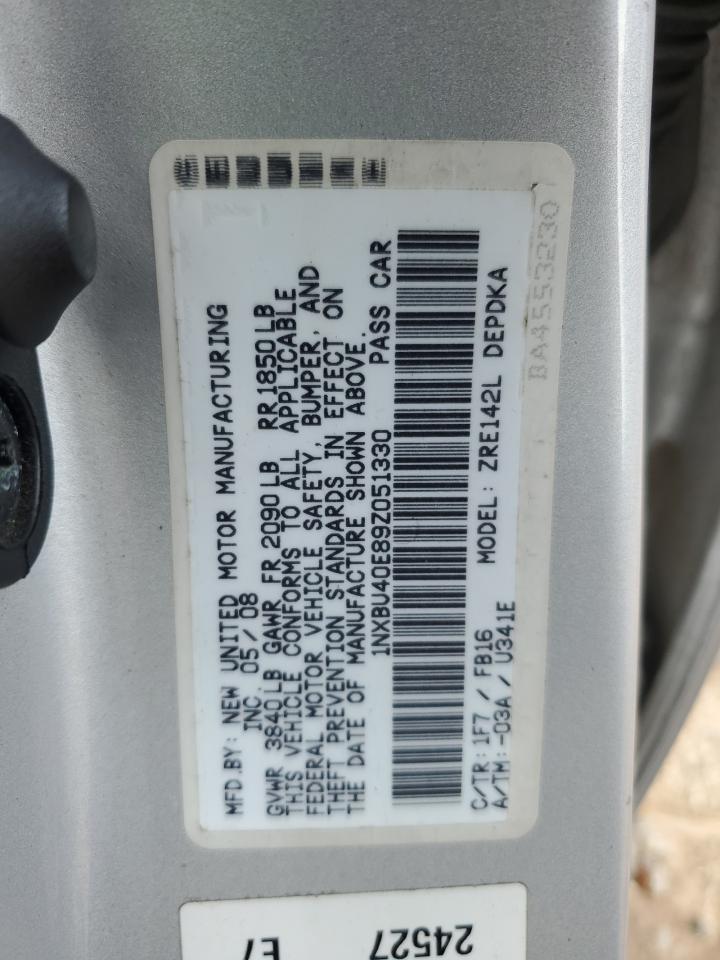 MFD.BY: NEW UNITED MOTOR MANUFACTURING
INC. 05/08
GVWR 3840LB GAWR FR 2090LB RR 1850LB
THIS VEHICLE CONFORMS TO ALL APPLICABLE
FEDERAL MOTOR VEHICLE SAFETY, BUMPER, AND
THEFT PREVENTION STANDARDS IN EFFECT ON
THE DATE OF MANUFACTURE SHOWN ABOVE.
1NXBU40E89Z051330 PASS CAR
C/TR: 1F7 / FB16 MODEL: ZRE142L DEPDKA
A/TM: -03A / U341E
BA4553230
24527
E7